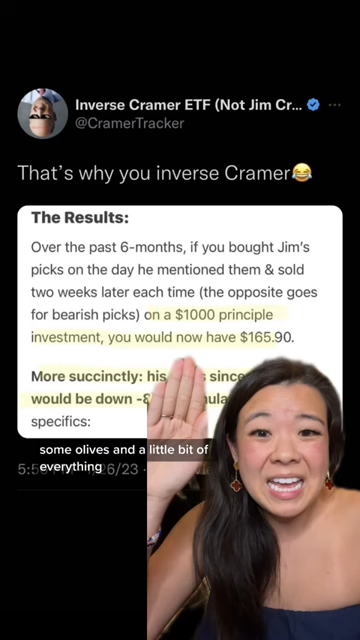 Inverse Cramer ETF (Not Jim Cr...
@CramerTracker
That's why you inverse Cramer😂
The Results:
Over the past 6-months, if you bought Jim's
picks on the day he mentioned them & sold
two weeks later each time (the opposite goes
for bearish picks) on a $1000 principle
investment, you would now have $165.90.
More succinctly: his
would be down
specifics:
some olives and a little bit of
everything